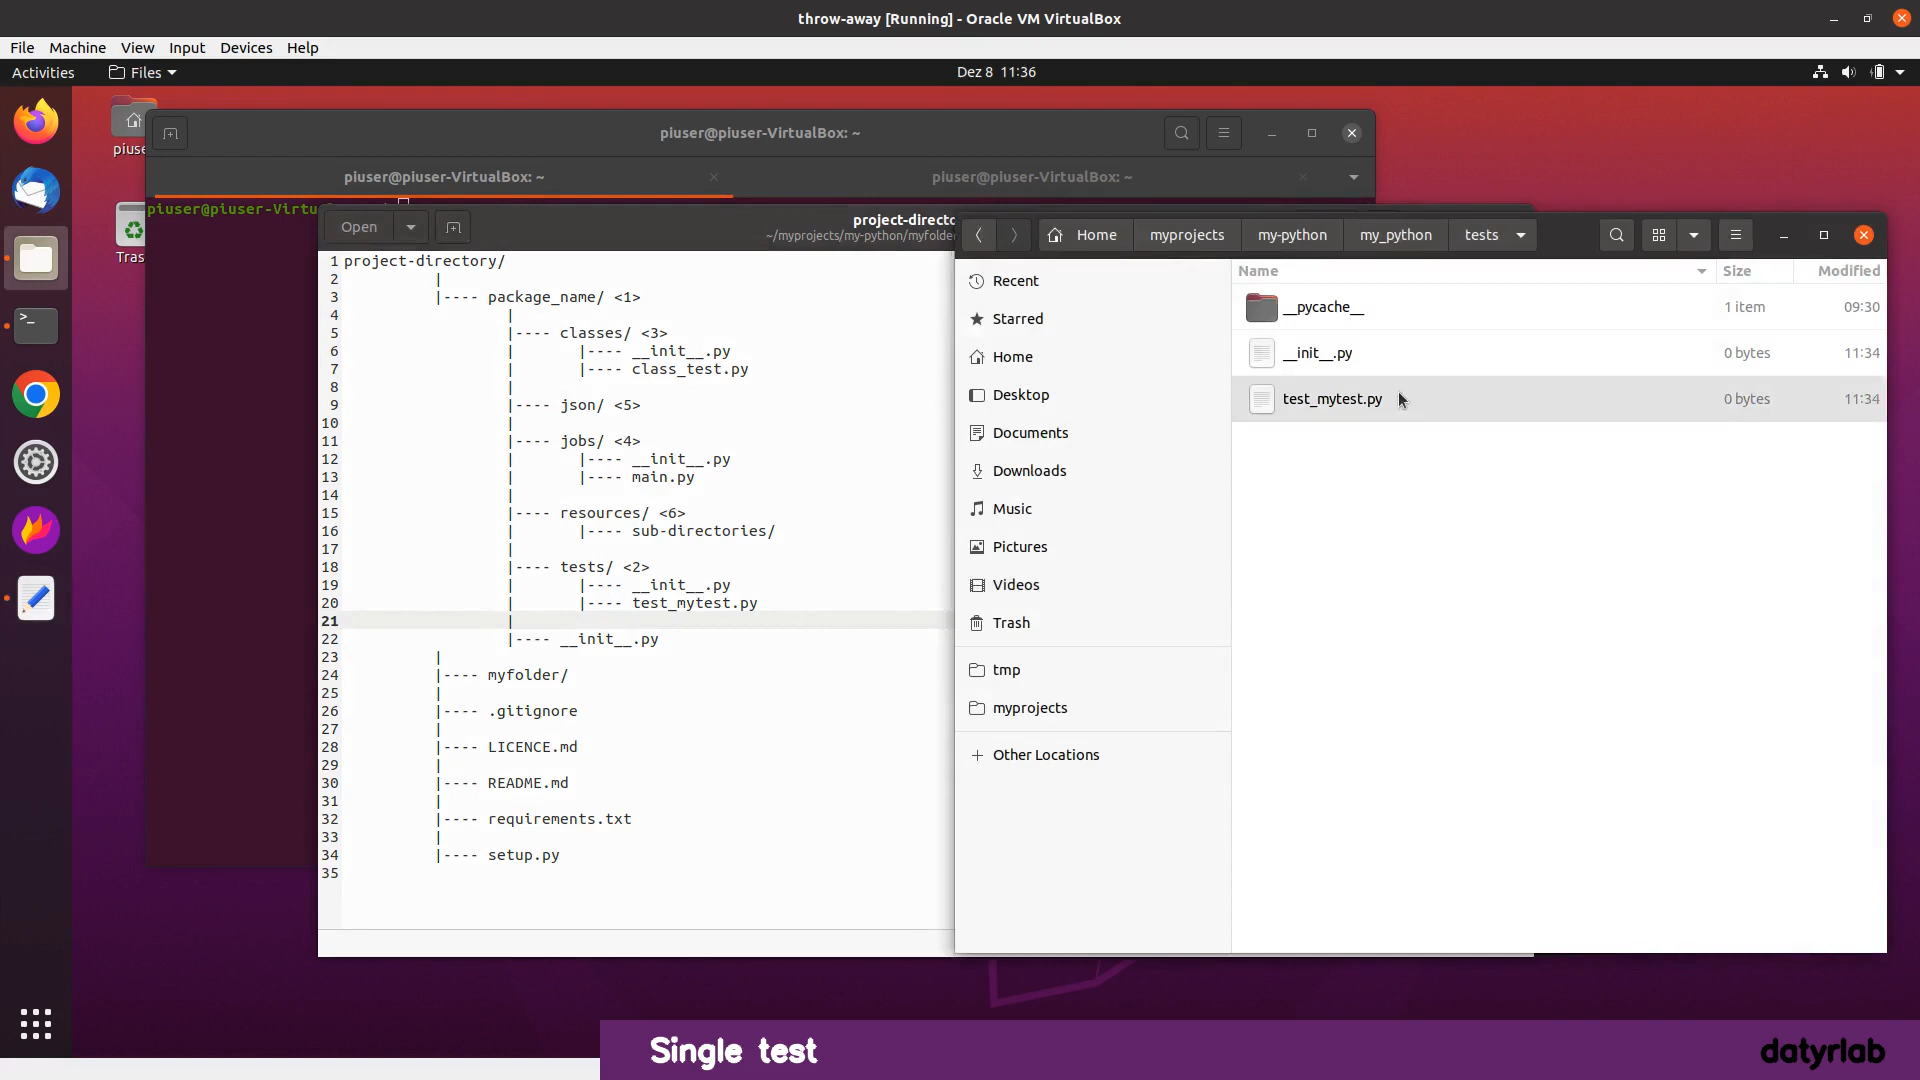 throw-away [Running] - Oracle VM VirtualBox
File Machine View Input Devices Help
Activities Files Dez 8 11:36
piuser@piuser-VirtualBox: ~
piuser@piuser-VirtualBox: ~ × piuser@piuser-VirtualBox: ~ ×
piuse
Tras
piuser@piuser-Virtu
Open
project-directo
~/myprojects/my-python/myfolde
1 project-directory/
2 |
3 |---- package_name/ <1>
4 |
5 |---- classes/ <3>
6 | |---- __init__.py
7 | |---- class_test.py
8 |
9 |---- json/ <5>
10 |
11 |---- jobs/ <4>
12 | |---- __init__.py
13 | |---- main.py
14 |
15 |---- resources/ <6>
16 | |---- sub-directories/
17 |
18 |---- tests/ <2>
19 | |---- __init__.py
20 | |---- test_mytest.py
21 |
22 |---- __init__.py
23 |
24 |---- myfolder/
25 |
26 |---- .gitignore
27 |
28 |---- LICENCE.md
29 |
30 |---- README.md
31 |
32 |---- requirements.txt
33 |
34 |---- setup.py
35
Home myprojects my-python my_python tests
Recent
Starred
Home
Desktop
Documents
Downloads
Music
Pictures
Videos
Trash
tmp
myprojects
Other Locations
Name Size Modified
__pycache__ 1 item 09:30
__init__.py 0 bytes 11:34
test_mytest.py 0 bytes 11:34
Single test
datyrlab